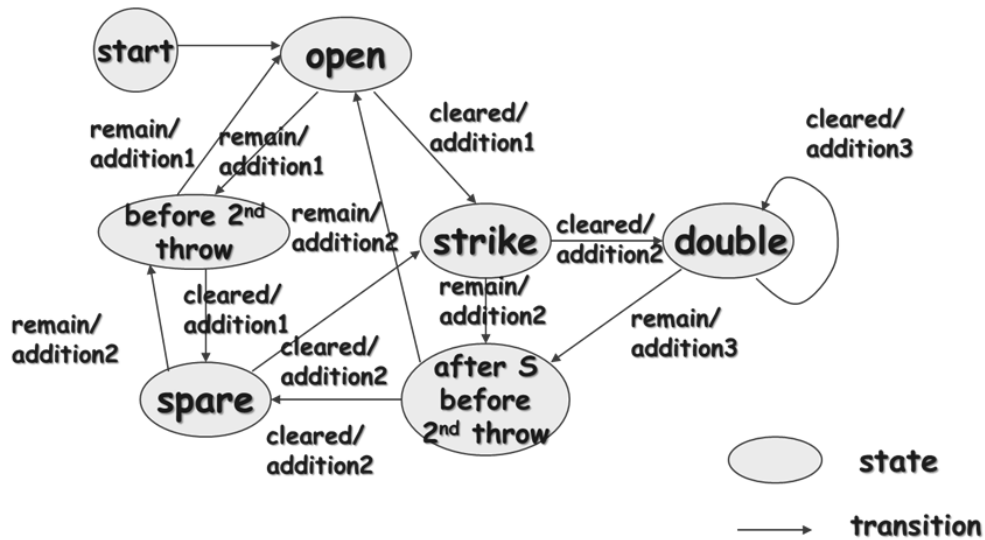 start
open
cleared/
addition1
cleared/
addition3
remain/
addition1
remain/
addition1
before 2nd
throw
remain/
addition2
strike
cleared/
addition2
double
cleared/
addition1
remain/
addition2
remain/
addition2
remain/
addition3
cleared/
addition2
spare
after S
before
2nd throw
cleared/
addition2
state
transition